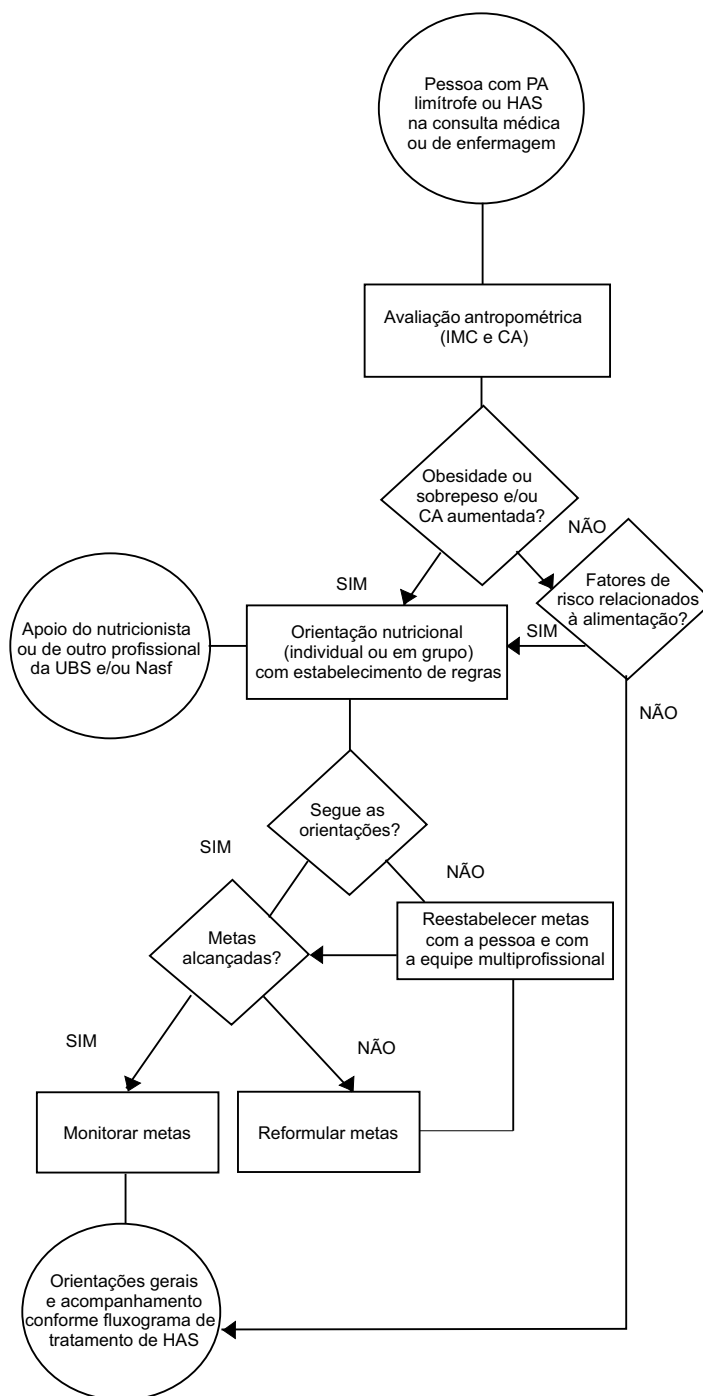 Pessoa com PA
limítrofe ou HAS
na consulta médica
ou de enfermagem
Avaliação antropométrica
(IMC e CA)
Obesidade ou
sobrepeso e/ou
CA aumentada?
NÃO
SIM
Fatores de
risco relacionados
à alimentação?
SIM
NÃO
Apoio do nutricionista
ou de outro profissional
da UBS e/ou Nasf
Orientação nutricional
(individual ou em grupo)
com estabelecimento de regras
Segue as
orientações?
SIM
NÃO
Metas
alcançadas?
Reestabelecer metas
com a pessoa e com
a equipe multiprofissional
SIM
NÃO
Monitorar metas
Reformular metas
Orientações gerais
e acompanhamento
conforme fluxograma de
tratamento de HAS